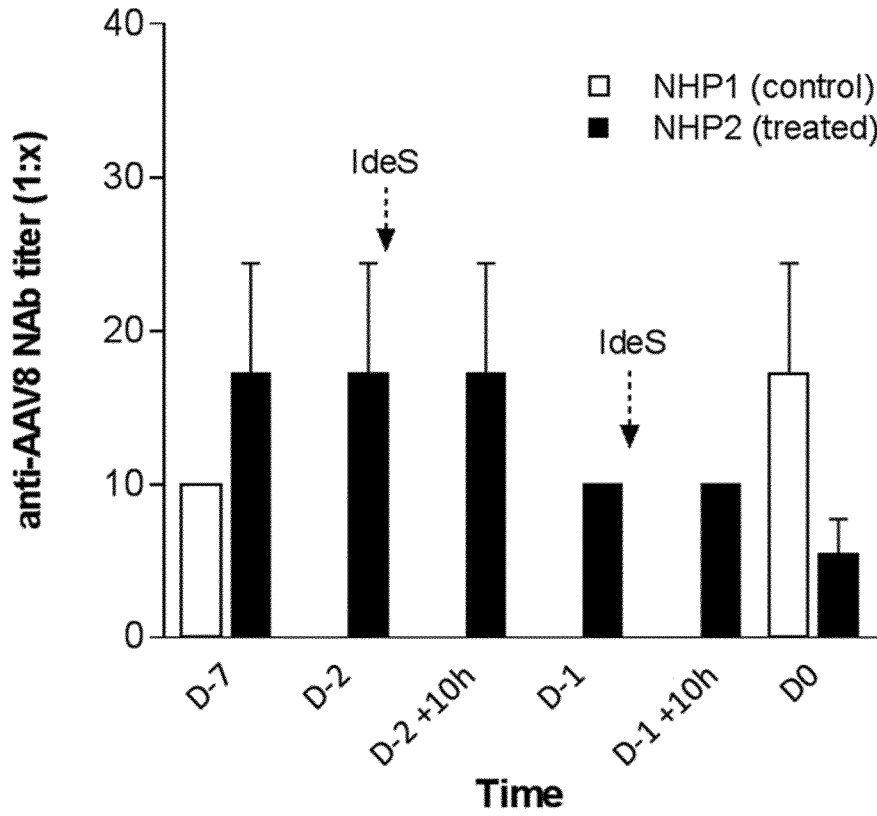 40
30
20
10
0
anti-AAV8 NAb titer (1:x)
NHP1 (control)
NHP2 (treated)
IdeS
IdeS
D-7
D-2
D-2 +10h
D-1
D-1 +10h
D0
Time